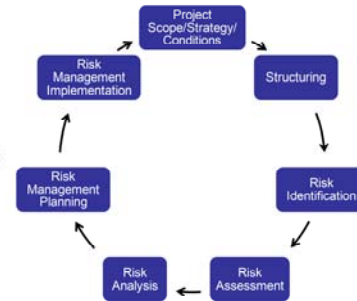 Project
Scope/Strategy/
Conditions
Structuring
Risk
Identification
Risk
Assessment
Risk
Analysis
Risk
Management
Planning
Risk
Management
Implementation